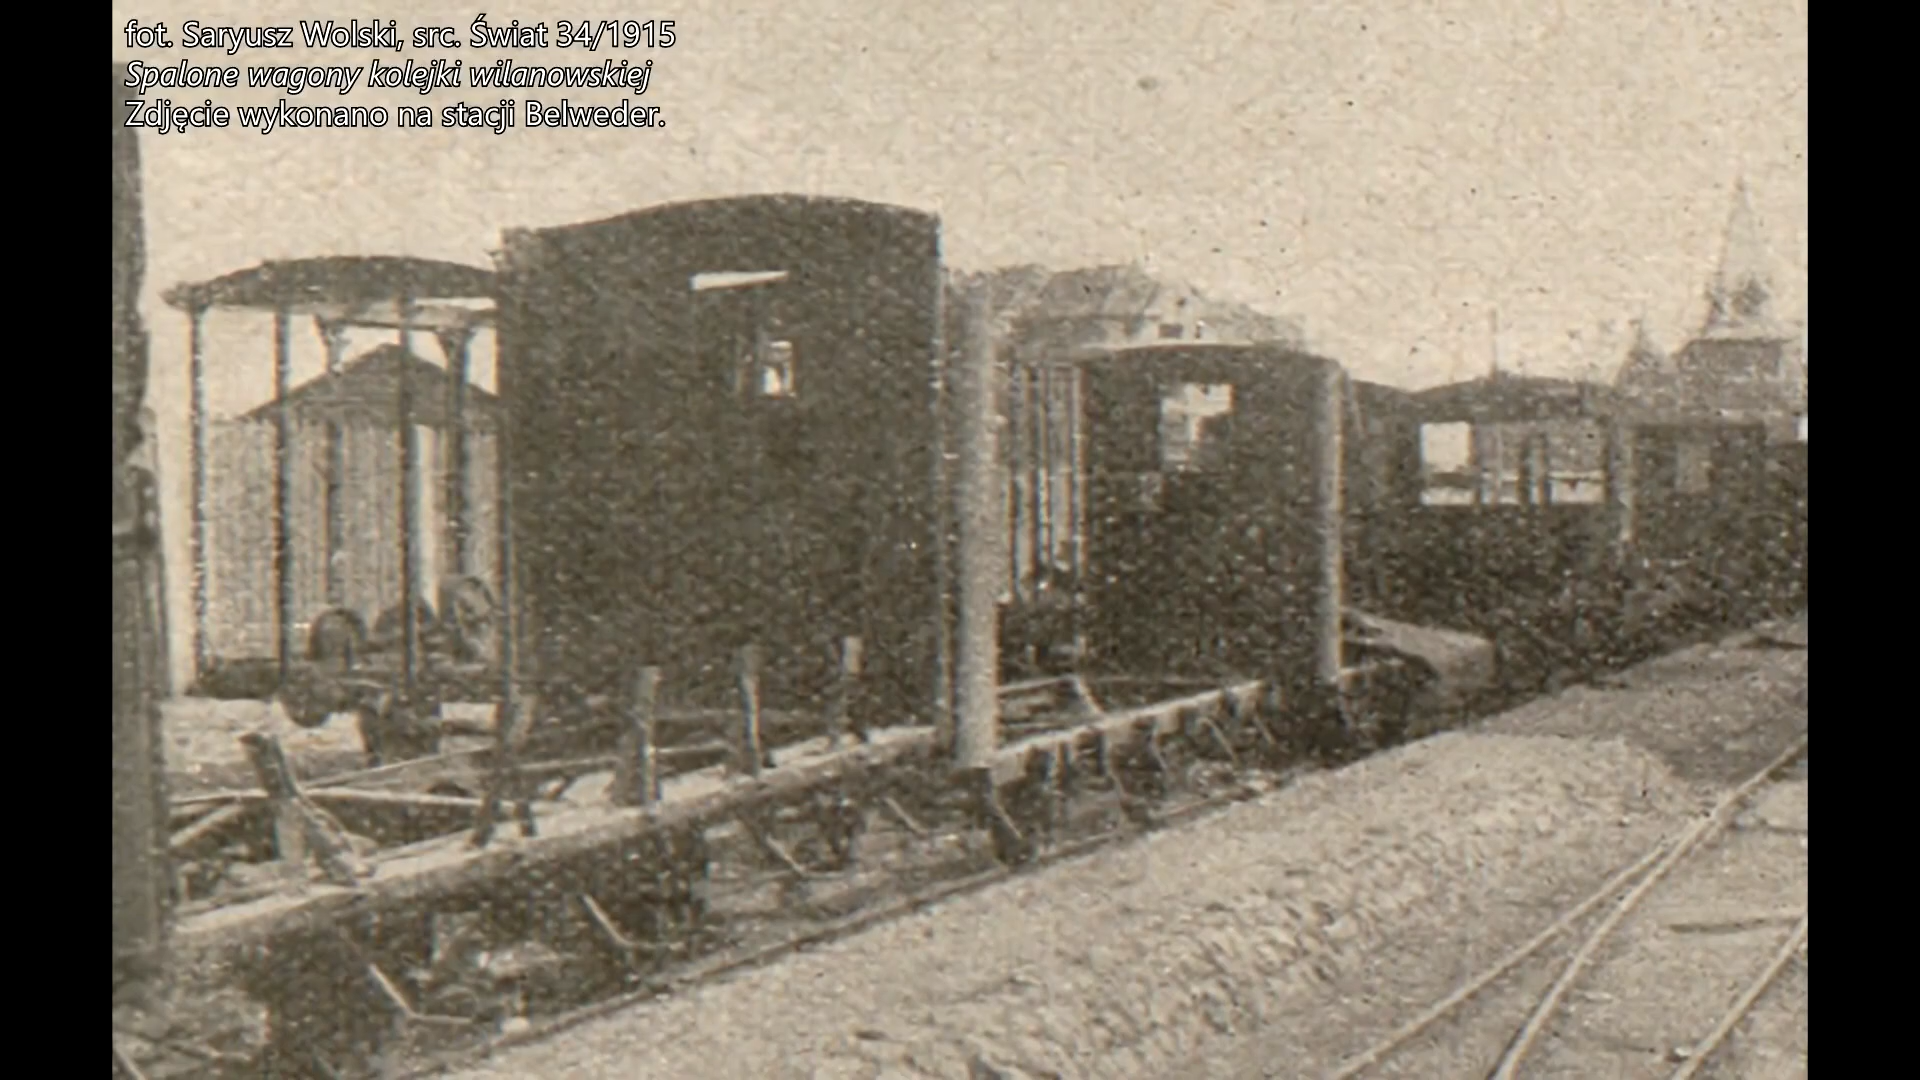 fot. Saryusz Wolski, src. Świat 34/1915
Spalone wagony kolejki wilanowskiej
Zdjęcie wykonano na stacji Belweder.